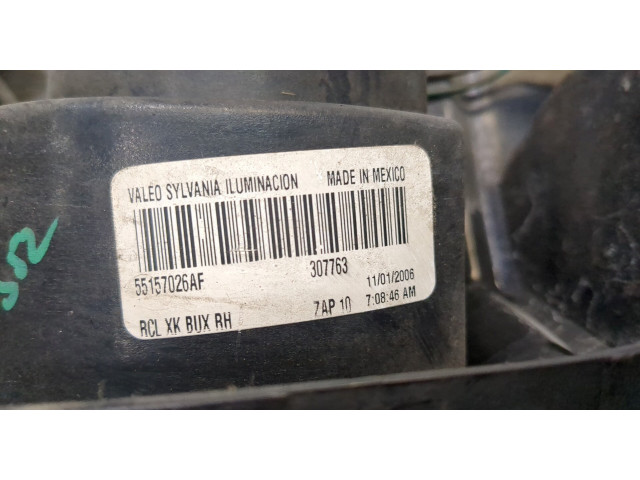 VALEO SYLVANIA ILUMINACION MADE IN MEXICO
55157026AF 307763 11/01/2006
RCL XK BUX RH 7AP 10 7:08:46 AM